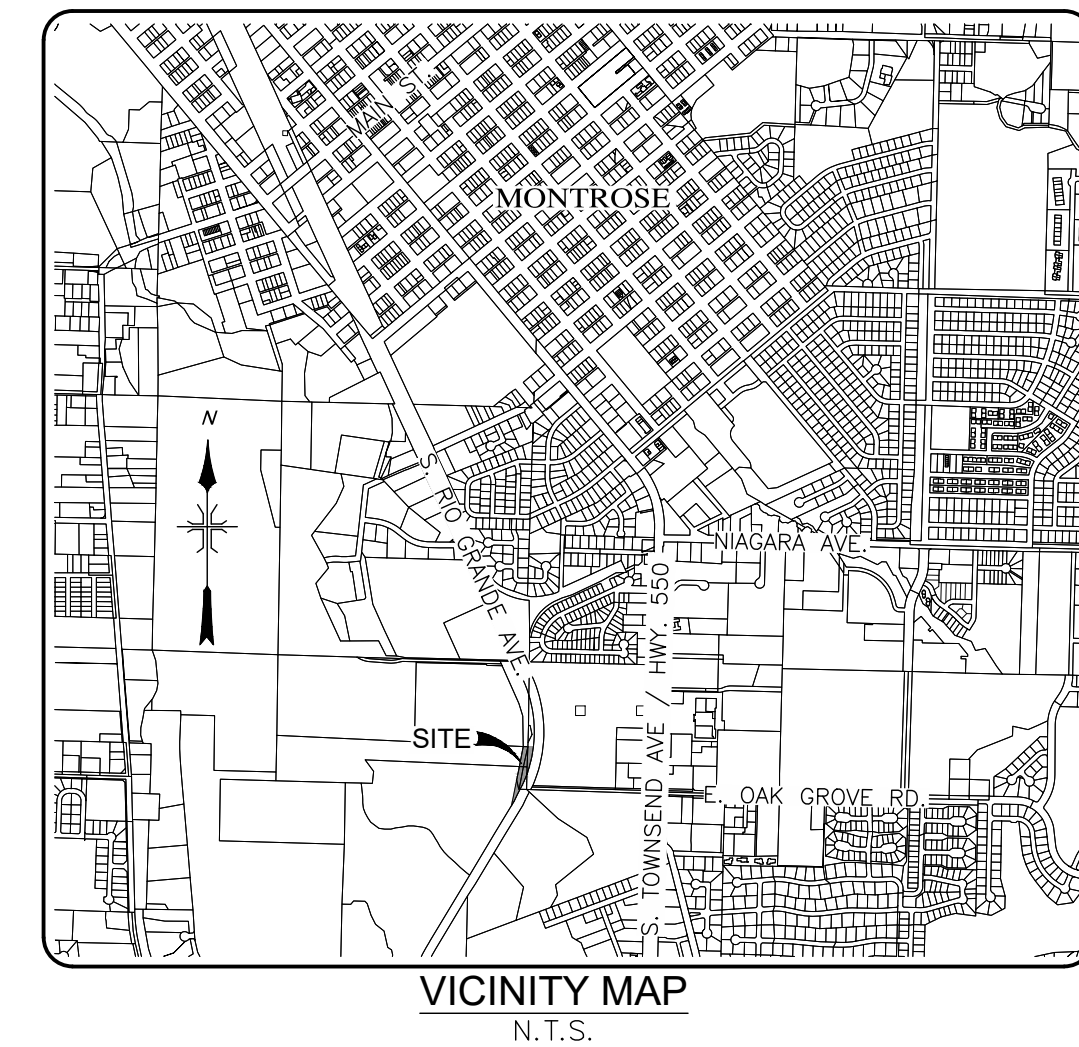 MAIN ST.
MONTROSE
N
S. RIO GRANDE AVE.
NIAGARA AVE.
S. TOWNSEND AVE / HWY. 550
SITE
E. OAK GROVE RD.
VICINITY MAP
N.T.S.